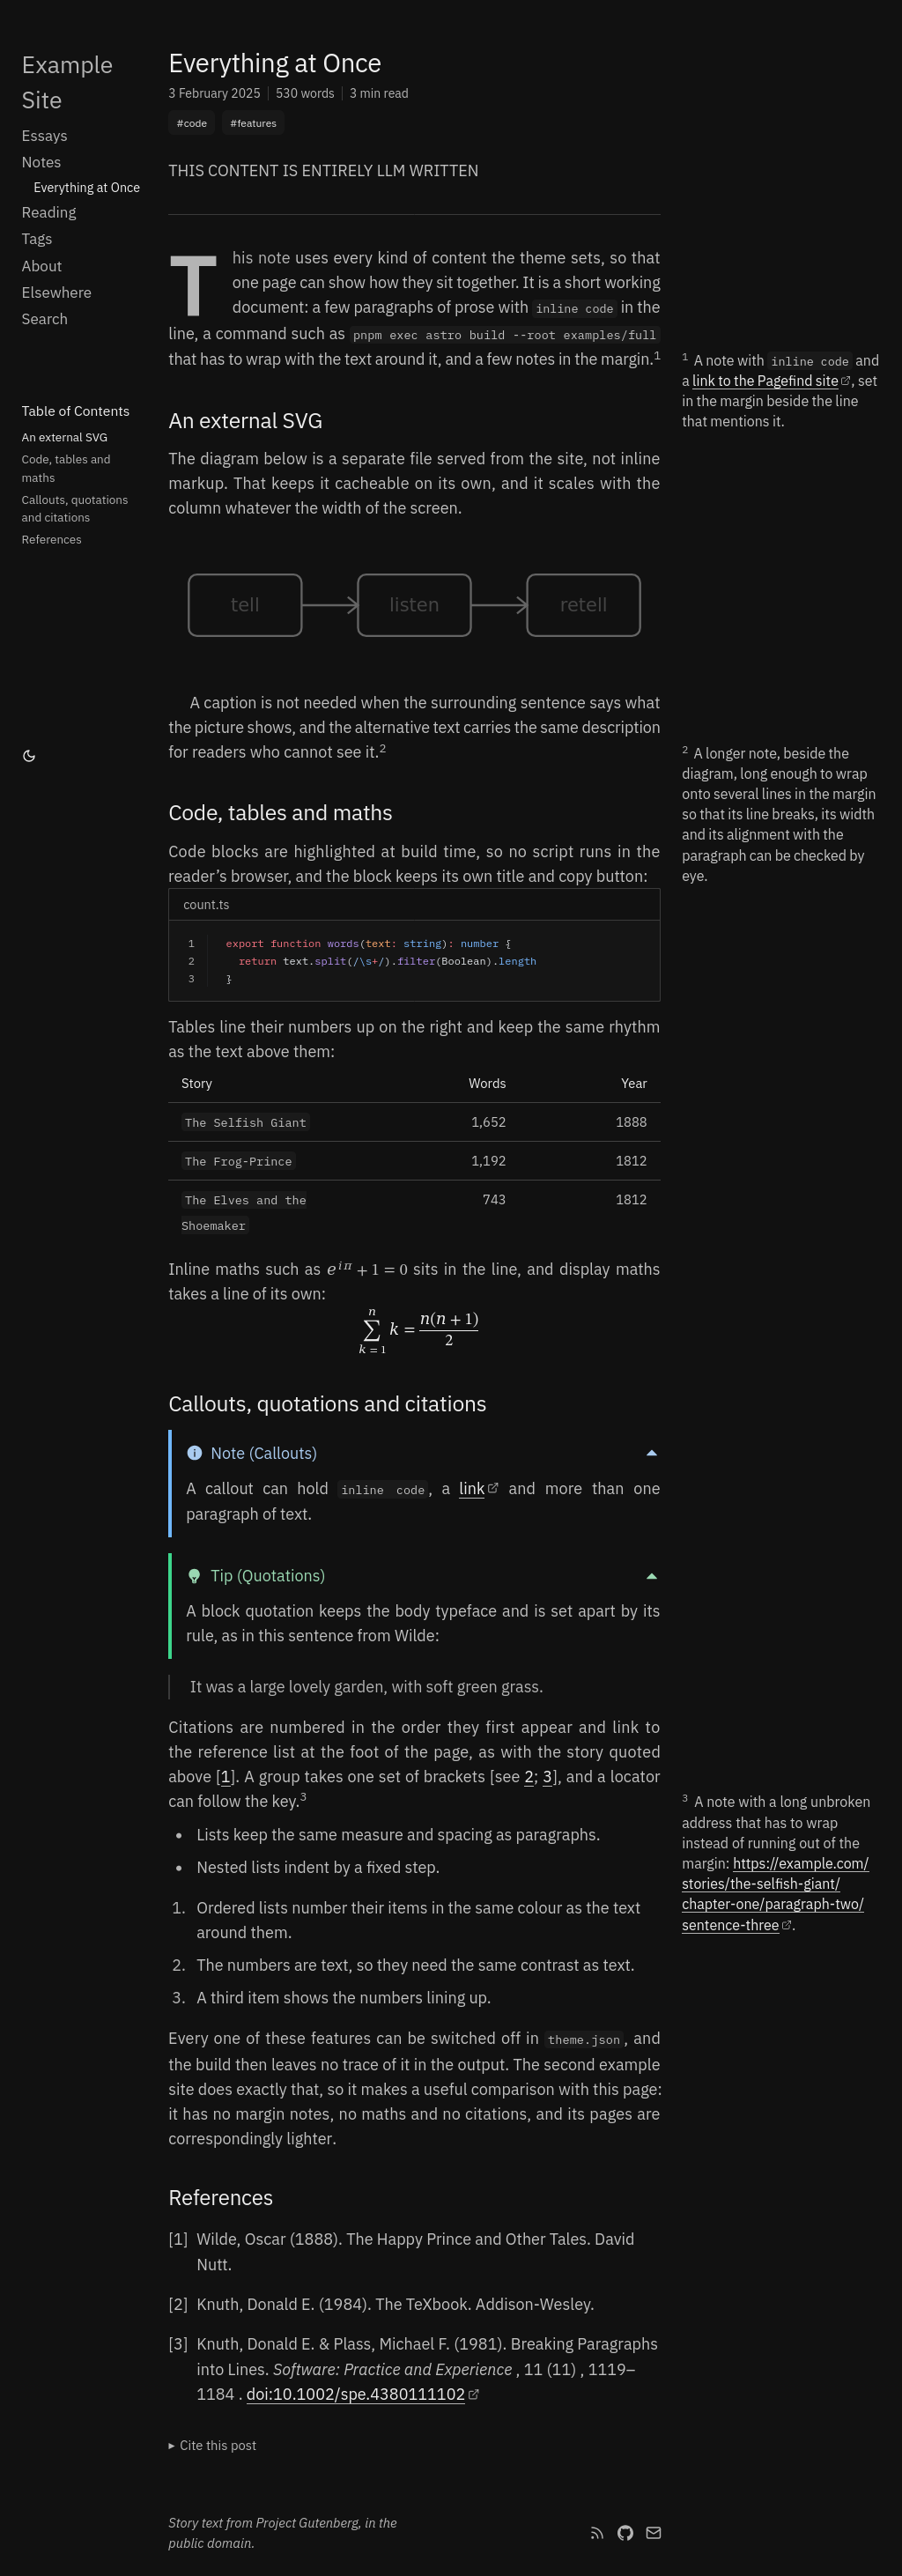 Example
Site
Essays
Notes
Everything at Once
Reading
Tags
About
Elsewhere
Search
Table of Contents
An external SVG
Code, tables and
maths
Callouts, quotations
and citations
References
Everything at Once
3 February 2025 | 530 words | 3 min read
#code #features
THIS CONTENT IS ENTIRELY LLM WRITTEN
This note uses every kind of content the theme sets, so that
one page can show how they sit together. It is a short working
document: a few paragraphs of prose with inline code in the
line, a command such as pnpm exec astro build --root examples/full
that has to wrap with the text around it, and a few notes in the margin.1
1 A note with inline code and
a link to the Pagefind site, set
in the margin beside the line
that mentions it.
An external SVG
The diagram below is a separate file served from the site, not inline
markup. That keeps it cacheable on its own, and it scales with the
column whatever the width of the screen.
tell listen retell
A caption is not needed when the surrounding sentence says what
the picture shows, and the alternative text carries the same description
for readers who cannot see it.2
2 A longer note, beside the
diagram, long enough to wrap
onto several lines in the margin
so that its line breaks, its width
and its alignment with the
paragraph can be checked by
eye.
Code, tables and maths
Code blocks are highlighted at build time, so no script runs in the
reader’s browser, and the block keeps its own title and copy button:
count.ts
1 export function words(text: string): number {
2 return text.split(/\s+/).filter(Boolean).length
3 }
Tables line their numbers up on the right and keep the same rhythm
as the text above them:
Story Words Year
The Selfish Giant 1,652 1888
The Frog-Prince 1,192 1812
The Elves and the 743 1812
Shoemaker
Inline maths such as e^{iπ} + 1 = 0 sits in the line, and display maths
takes a line of its own:
∑_{k=1}^{n} k = n(n + 1)/2
Callouts, quotations and citations
Note (Callouts)
A callout can hold inline code, a link and more than one
paragraph of text.
Tip (Quotations)
A block quotation keeps the body typeface and is set apart by its
rule, as in this sentence from Wilde:
It was a large lovely garden, with soft green grass.
Citations are numbered in the order they first appear and link to
the reference list at the foot of the page, as with the story quoted
above [1]. A group takes one set of brackets [see 2; 3], and a locator
can follow the key.3
3 A note with a long unbroken
address that has to wrap
instead of running out of the
margin: https://example.com/
stories/the-selfish-giant/
chapter-one/paragraph-two/
sentence-three.
• Lists keep the same measure and spacing as paragraphs.
• Nested lists indent by a fixed step.
1. Ordered lists number their items in the same colour as the text
around them.
2. The numbers are text, so they need the same contrast as text.
3. A third item shows the numbers lining up.
Every one of these features can be switched off in theme.json, and
the build then leaves no trace of it in the output. The second example
site does exactly that, so it makes a useful comparison with this page:
it has no margin notes, no maths and no citations, and its pages are
correspondingly lighter.
References
[1] Wilde, Oscar (1888). The Happy Prince and Other Tales. David
Nutt.
[2] Knuth, Donald E. (1984). The TeXbook. Addison-Wesley.
[3] Knuth, Donald E. & Plass, Michael F. (1981). Breaking Paragraphs
into Lines. Software: Practice and Experience , 11 (11) , 1119–
1184 . doi:10.1002/spe.4380111102
▸ Cite this post
Story text from Project Gutenberg, in the
public domain.